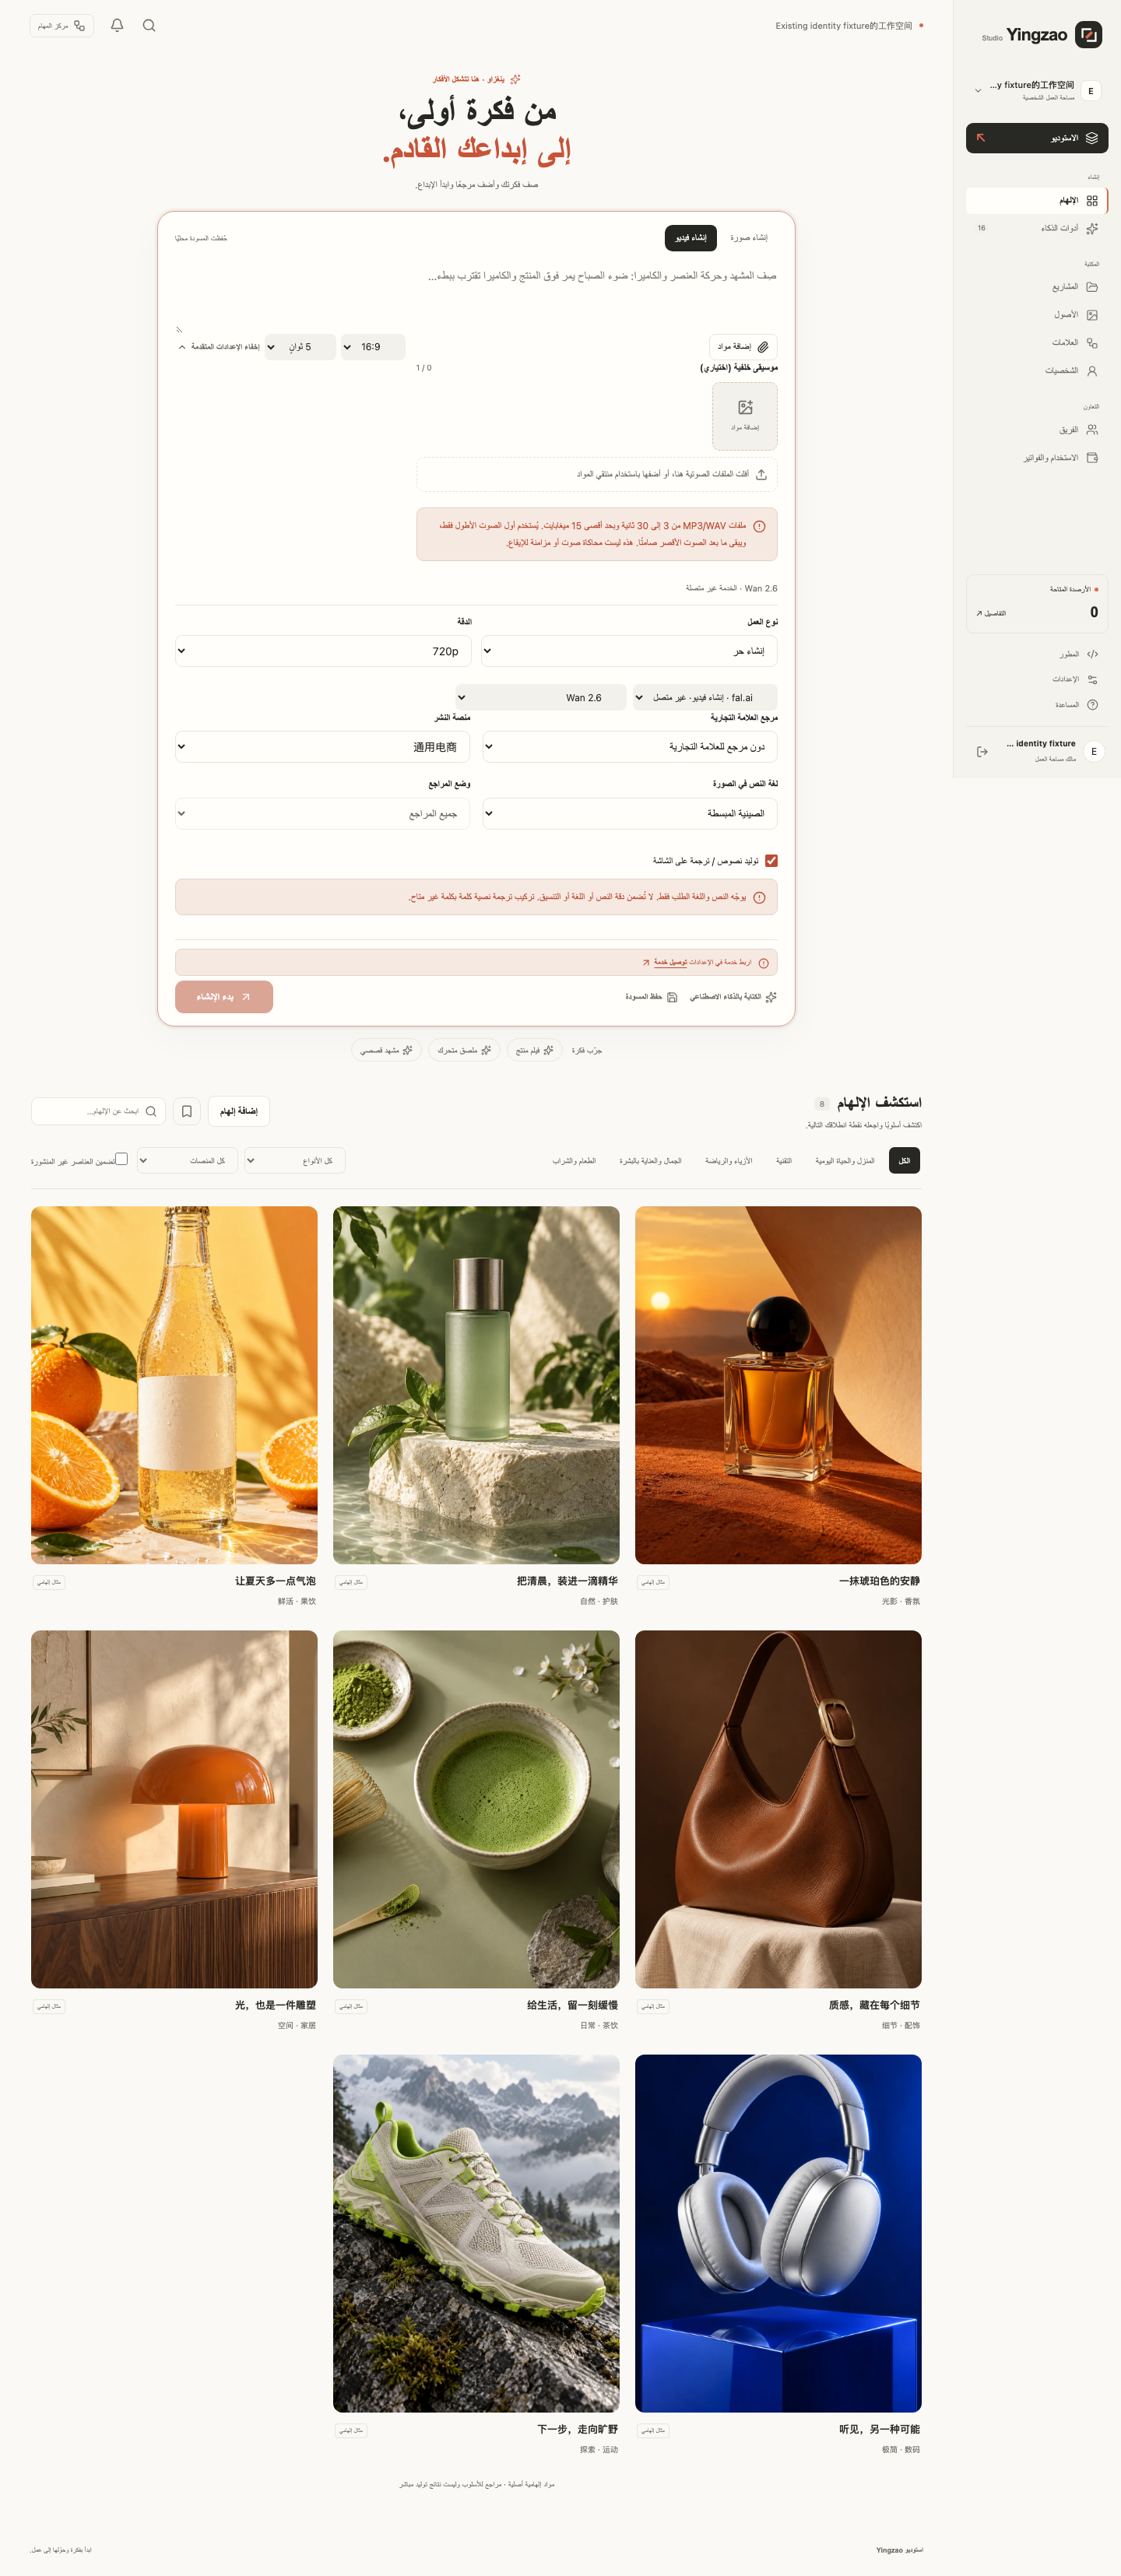 Yingzao Studio
E
...y fixture的工作空间
مساحة العمل الشخصية
الاستوديو
إنشاء
الإلهام
أدوات الذكاء
16
المكتبة
المشاريع
الأصول
العلامات
الشخصيات
التعاون
الفريق
الاستخدام والفواتير
الأرصدة المتاحة
0
التفاصيل
المطور
الإعدادات
المساعدة
E
identity fixture ...
مالك مساحة العمل
Existing identity fixture的工作空间
مركز المهام
ينغزاو · هنا تتشكل الأفكار
من فكرة أولى،
إلى إبداعك القادم.
صف فكرتك وأضف مرجعًا وابدأ الإبداع.
إنشاء صورة
إنشاء فيديو
حُفظت المسودة محليًا
صِف المشهد وحركة العنصر والكاميرا: ضوء الصباح يمر فوق المنتج والكاميرا تقترب ببطء...
إضافة مواد
16:9
5 ثوانٍ
إخفاء الإعدادات المتقدمة
موسيقى خلفية (اختياري)
1 / 0
إضافة مواد
أفلت الملفات الصوتية هنا، أو أضفها باستخدام منتقي المواد
ملفات MP3/WAV من 3 إلى 30 ثانية وبحد أقصى 15 ميغابايت. يُستخدم أول الصوت الأطول فقط،
ويبقى ما بعد الصوت الأقصر صامتًا. هذه ليست محاكاة صوت أو مزامنة للإيقاع.
Wan 2.6 · الخدمة غير متصلة
نوع العمل
الدقة
إنشاء حر
720p
fal.ai · إنشاء فيديو· غير متصل
Wan 2.6
مرجع العلامة التجارية
منصة النشر
دون مرجع للعلامة التجارية
通用电商
لغة النص في الصورة
وضع المراجع
الصينية المبسطة
جميع المراجع
توليد نصوص / ترجمة على الشاشة
يوجّه النص واللغة الطلب فقط. لا تُضمن دقة النص أو اللغة أو التنسيق. تركيب ترجمة نصية كلمة بكلمة غير متاح.
اربط خدمة في الإعدادات توصيل خدمة
الكتابة بالذكاء الاصطناعي
حفظ المسودة
بدء الإنشاء
جرّب فكرة
فيلم منتج
ملصق متحرك
مشهد قصصي
استكشف الإلهام
8
اكتشف أسلوبًا واجعله نقطة انطلاقك التالية.
إضافة إلهام
ابحث عن الإلهام...
الكل
المنزل والحياة اليومية
التقنية
الأزياء والرياضة
الجمال والعناية بالبشرة
الطعام والشراب
كل الأنواع
كل المنصات
تضمين العناصر غير المنشورة
一抹琥珀色的安静
مثال إلهامي
光影 · 香氛
把清晨，装进一滴精华
مثال إلهامي
自然 · 护肤
让夏天多一点气泡
مثال إلهامي
鲜活 · 果饮
质感，藏在每个细节
مثال إلهامي
细节 · 配饰
给生活，留一刻缓慢
مثال إلهامي
日常 · 茶饮
光，也是一件雕塑
مثال إلهامي
空间 · 家居
听见，另一种可能
مثال إلهامي
极简 · 数码
下一步，走向旷野
مثال إلهامي
探索 · 运动
مواد إلهامية أصلية · مراجع للأسلوب وليست نتائج توليد مباشر
استوديو Yingzao
ابدأ بفكرة وحوّلها إلى عمل.